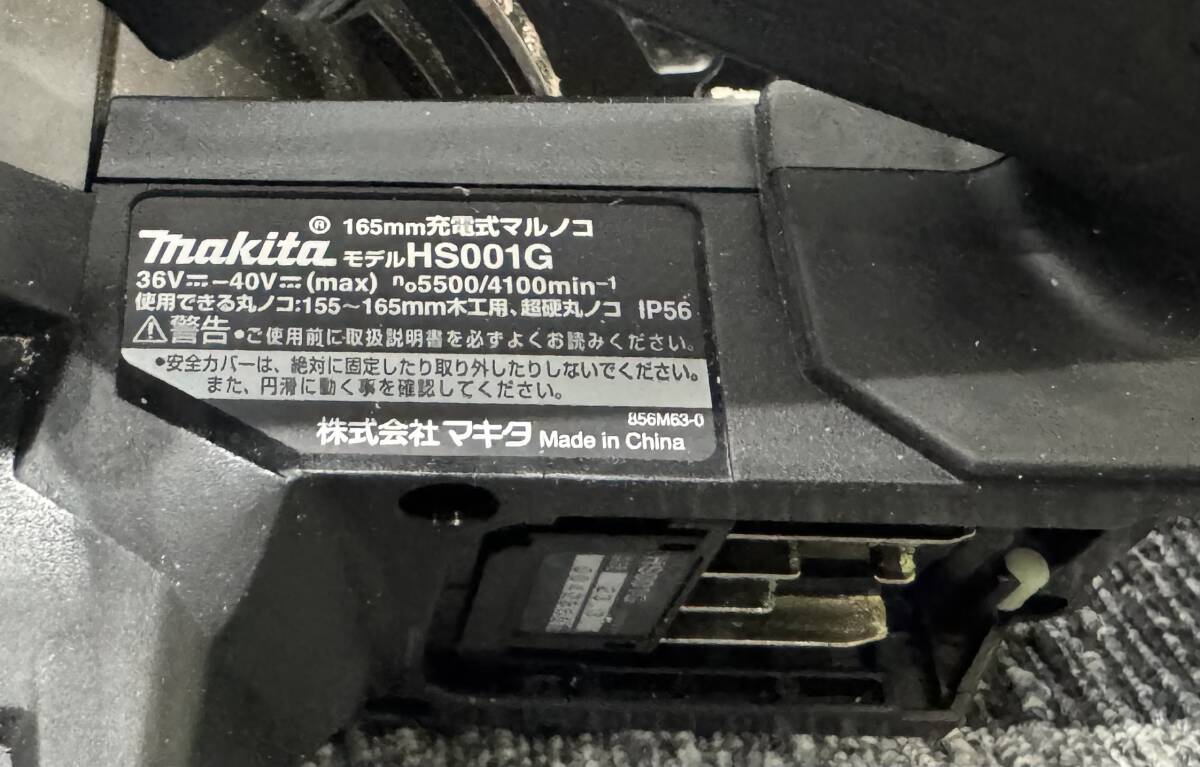 165mm充電式マルノコ
makita® モデルHS001G
36V⎓-40V⎓(max) n₀5500/4100min⁻¹
使用できる丸ノコ:155～165mm木工用、超硬丸ノコ IP56
⚠警告 •ご使用前に取扱説明書を必ずよくお読みください。
•安全カバーは、絶対に固定したり取り外したりしないでください。
また、円滑に動く事を確認してください。
856M63-0
株式会社マキタ Made in China